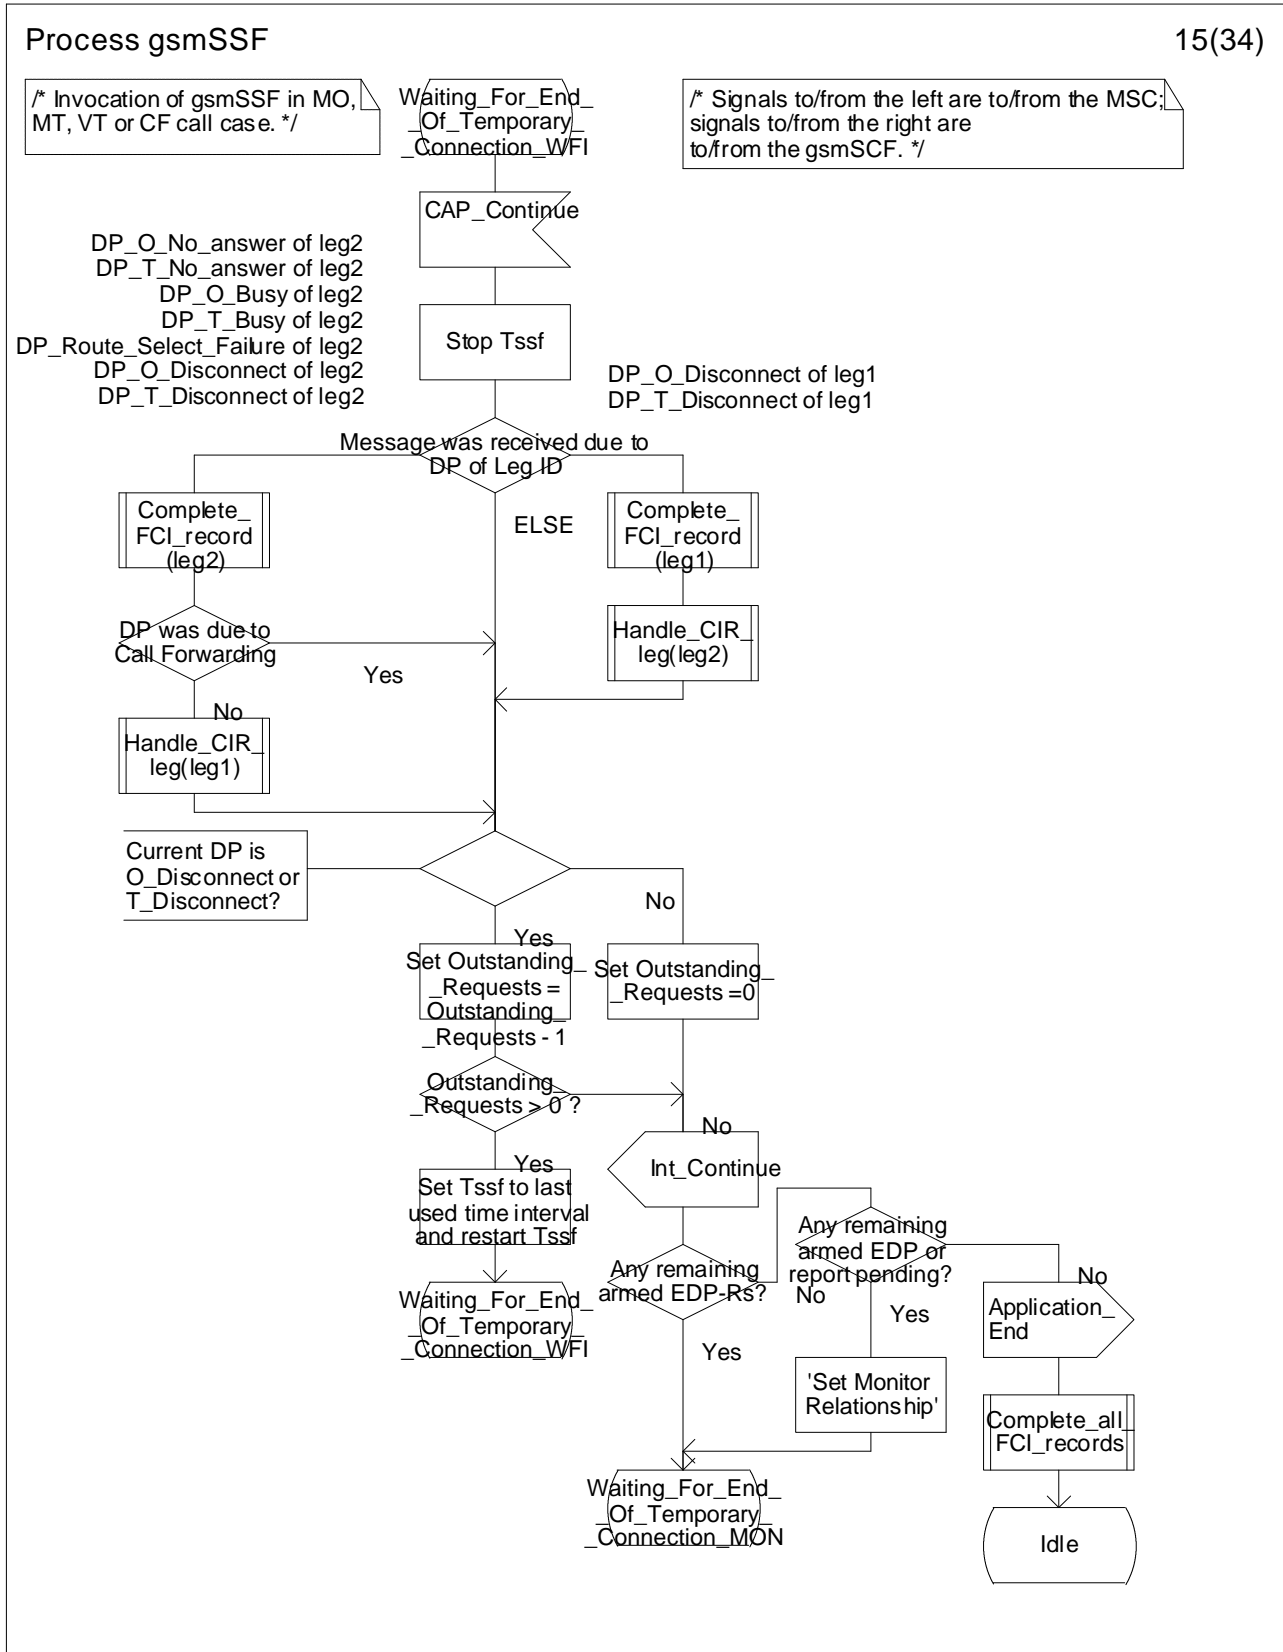 Process gsmSSF
15(34)
/* Invocation of gsmSSF in MO,
MT, VT or CF call case. */
Waiting_For_End_
_Of_Temporary_
_Connection_WFI
/* Signals to/from the left are to/from the MSC;
signals to/from the right are
to/from the gsmSCF. */
CAP_Continue
DP_O_No_answer of leg2
DP_T_No_answer of leg2
DP_O_Busy of leg2
DP_T_Busy of leg2
DP_Route_Select_Failure of leg2
DP_O_Disconnect of leg2
DP_T_Disconnect of leg2
Stop Tssf
DP_O_Disconnect of leg1
DP_T_Disconnect of leg1
Message was received due to
DP of Leg ID
Complete_
FCI_record
(leg2)
ELSE
Complete_
FCI_record
(leg1)
DP was due to
Call Forwarding
Yes
Handle_CIR_
leg(leg2)
No
Handle_CIR_
leg(leg1)
Current DP is
O_Disconnect or
T_Disconnect?
No
Yes
Set Outstanding_
_Requests =
Outstanding_
_Requests - 1
Set Outstanding_
_Requests =0
Outstanding_
_Requests > 0 ?
No
Yes
Int_Continue
Set Tssf to last
used time interval
and restart Tssf
Any remaining
armed EDP or
report pending?
Any remaining
armed EDP-Rs?
No
No
Waiting_For_End_
_Of_Temporary_
_Connection_WFI
Yes
Yes
Application_
End
'Set Monitor
Relationship'
Complete_all_
FCI_records
Waiting_For_End_
_Of_Temporary_
_Connection_MON
Idle